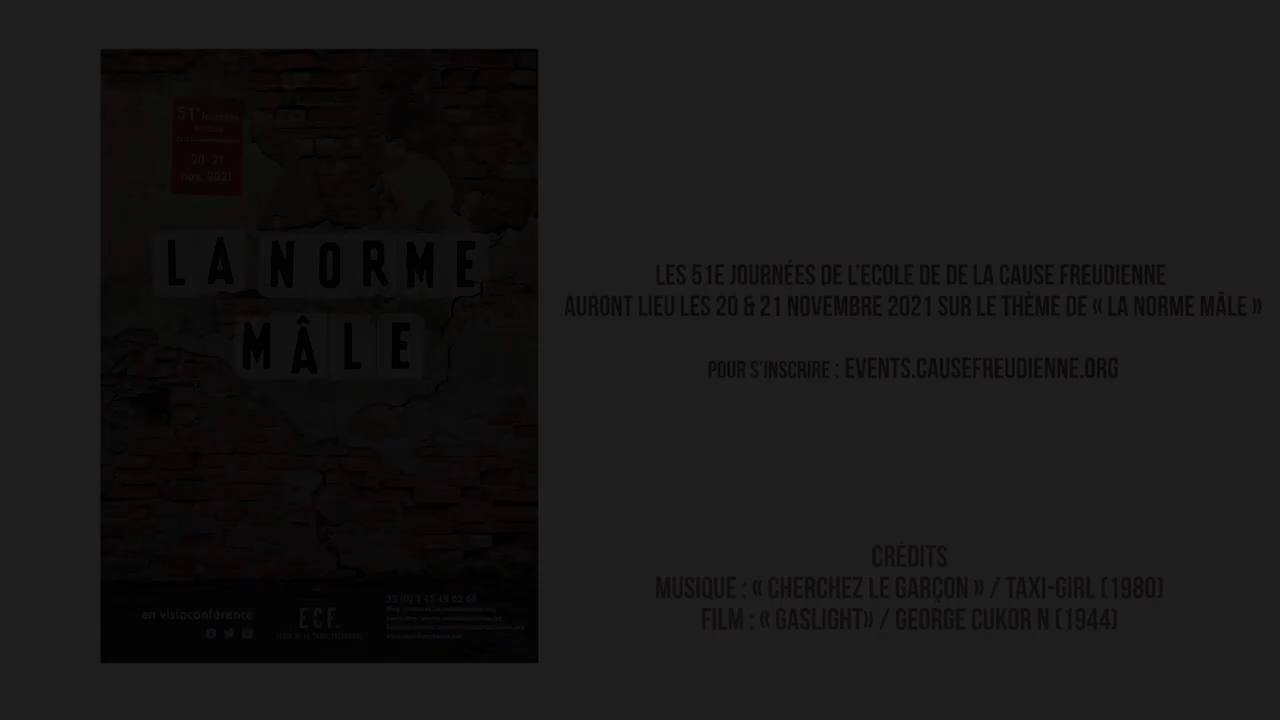 51e Journées
20-21
nov. 2021
LA NORME
MÂLE
en visioconférence
E.C.F.
LES 51E JOURNÉES DE L'ECOLE DE DE LA CAUSE FREUDIENNE
AURONT LIEU LES 20 & 21 NOVEMBRE 2021 SUR LE THÈME DE « LA NORME MÂLE »
POUR S'INSCRIRE : EVENTS.CAUSEFREUDIENNE.ORG
CRÉDITS
MUSIQUE : « CHERCHEZ LE GARÇON » / TAXI-GIRL (1980)
FILM : « GASLIGHT» / GEORGE CUKOR N (1944)